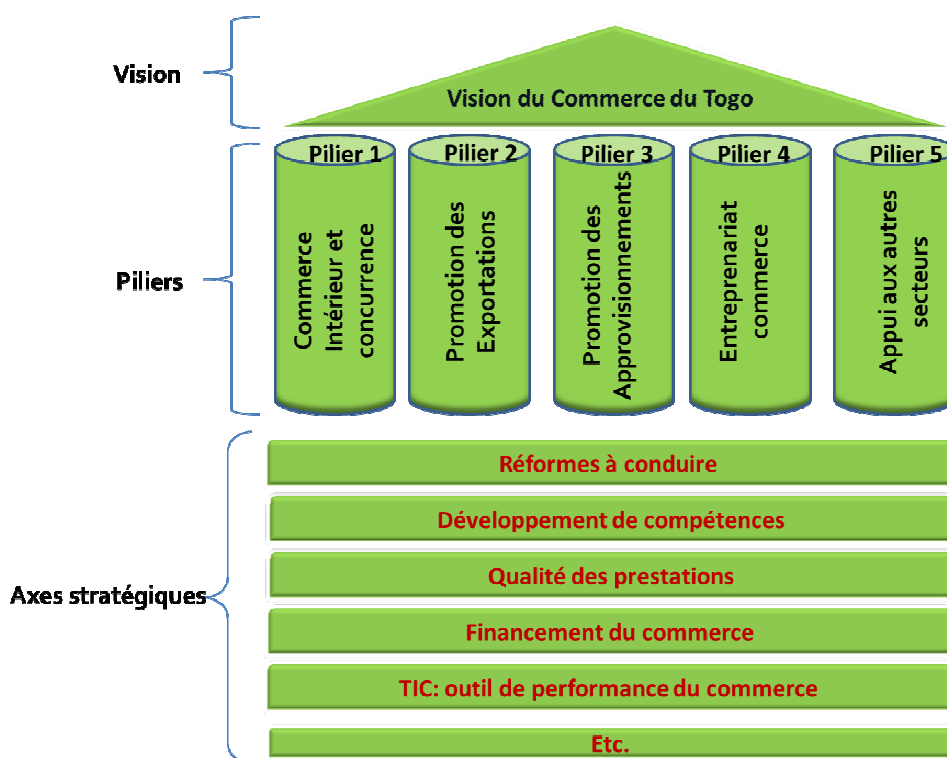 Vision
Vision du Commerce du Togo
Piliers
Pilier 1
Pilier 2
Pilier 3
Pilier 4
Pilier 5
Commerce
Intérieur et
concurrence
Promotion des
Exportations
Promotion des
Approvisionnements
Entreprenariat
commerce
Appui aux autres
secteurs
Axes stratégiques
Réformes à conduire
Développement de compétences
Qualité des prestations
Financement du commerce
TIC: outil de performance du commerce
Etc.